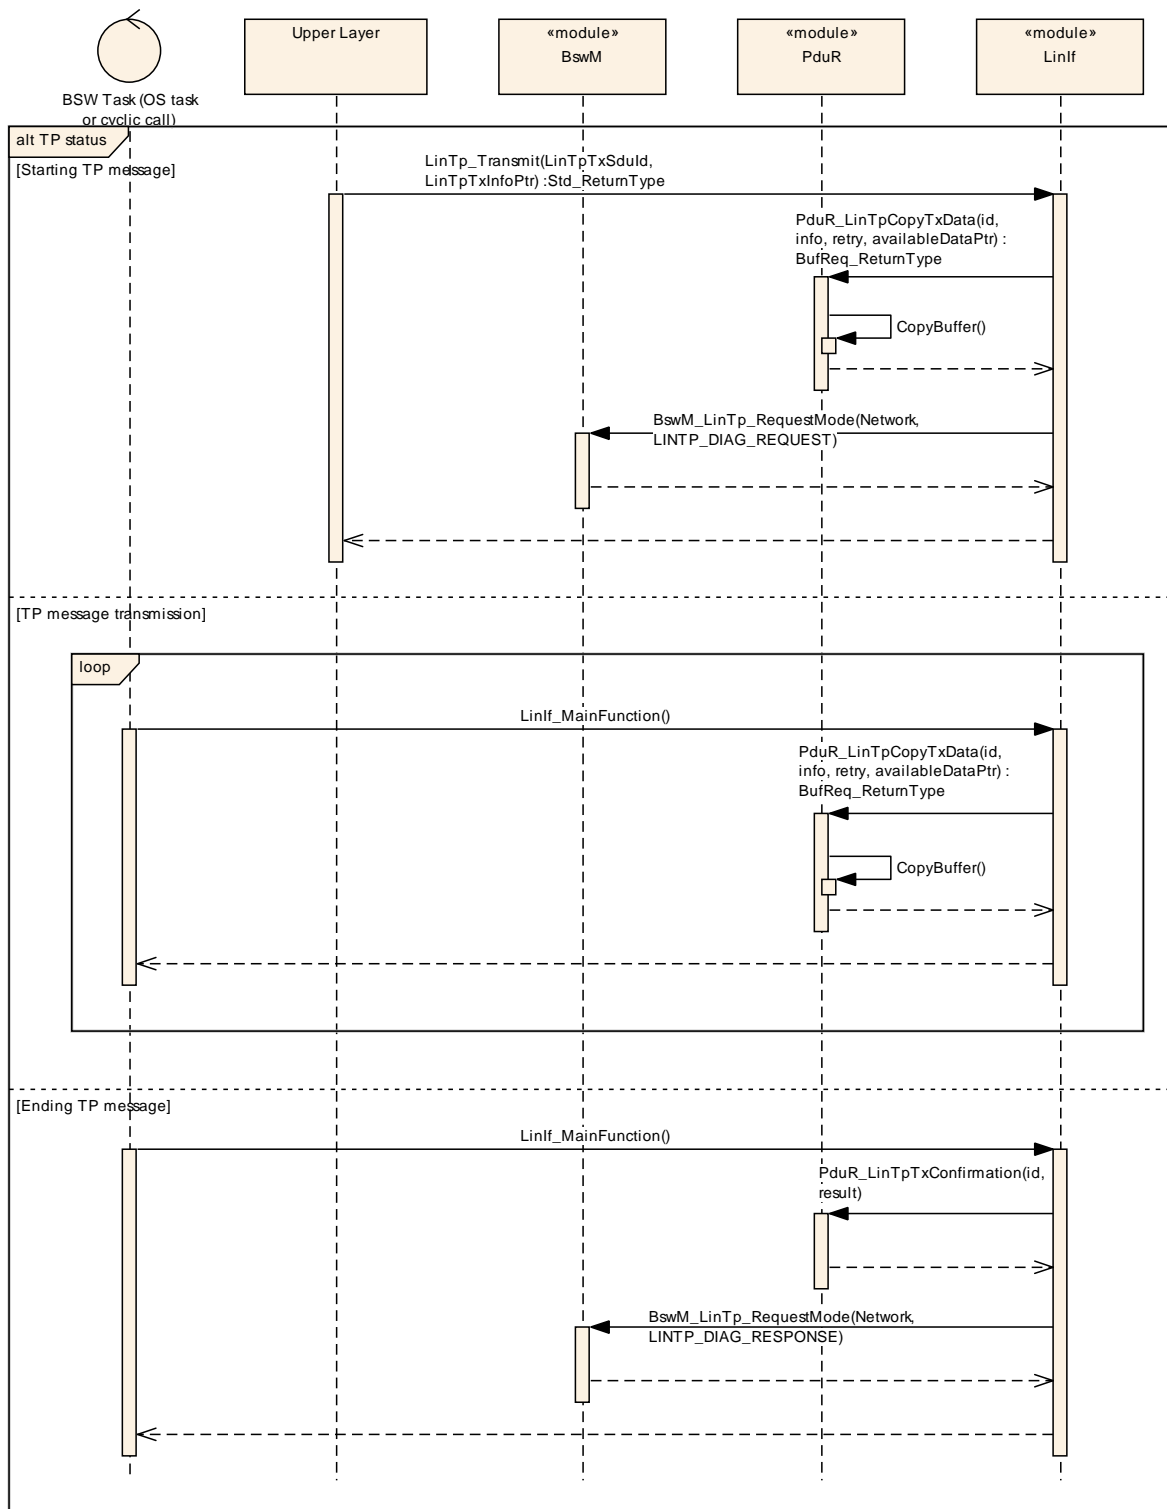 Upper Layer
«module»
BswM
«module»
PduR
«module»
LinIf
BSW Task (OS task
or cyclic call)
alt TP status
[Starting TP message]
LinTp_Transmit(LinTpTxSduId,
LinTpTxInfoPtr) :Std_ReturnType
PduR_LinTpCopyTxData(id,
info, retry, availableDataPtr) :
BufReq_ReturnType
CopyBuffer()
BswM_LinTp_RequestMode(Network,
LINTP_DIAG_REQUEST)
[TP message transmission]
loop
LinIf_MainFunction()
PduR_LinTpCopyTxData(id,
info, retry, availableDataPtr) :
BufReq_ReturnType
CopyBuffer()
[Ending TP message]
LinIf_MainFunction()
PduR_LinTpTxConfirmation(id,
result)
BswM_LinTp_RequestMode(Network,
LINTP_DIAG_RESPONSE)